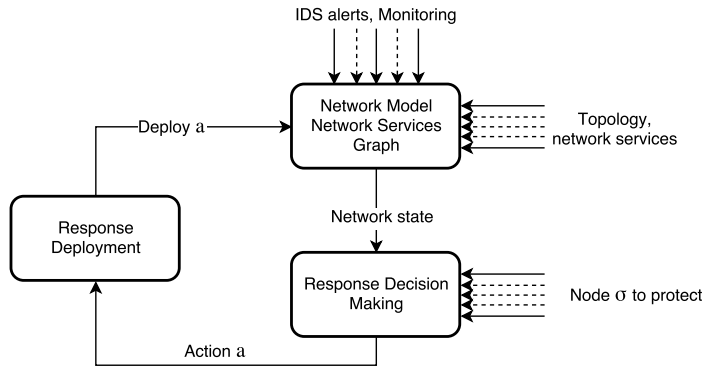 IDS alerts, Monitoring
Network Model
Network Services
Graph
Topology,
network services
Deploy a
Network state
Response
Deployment
Response Decision
Making
Node σ to protect
Action a